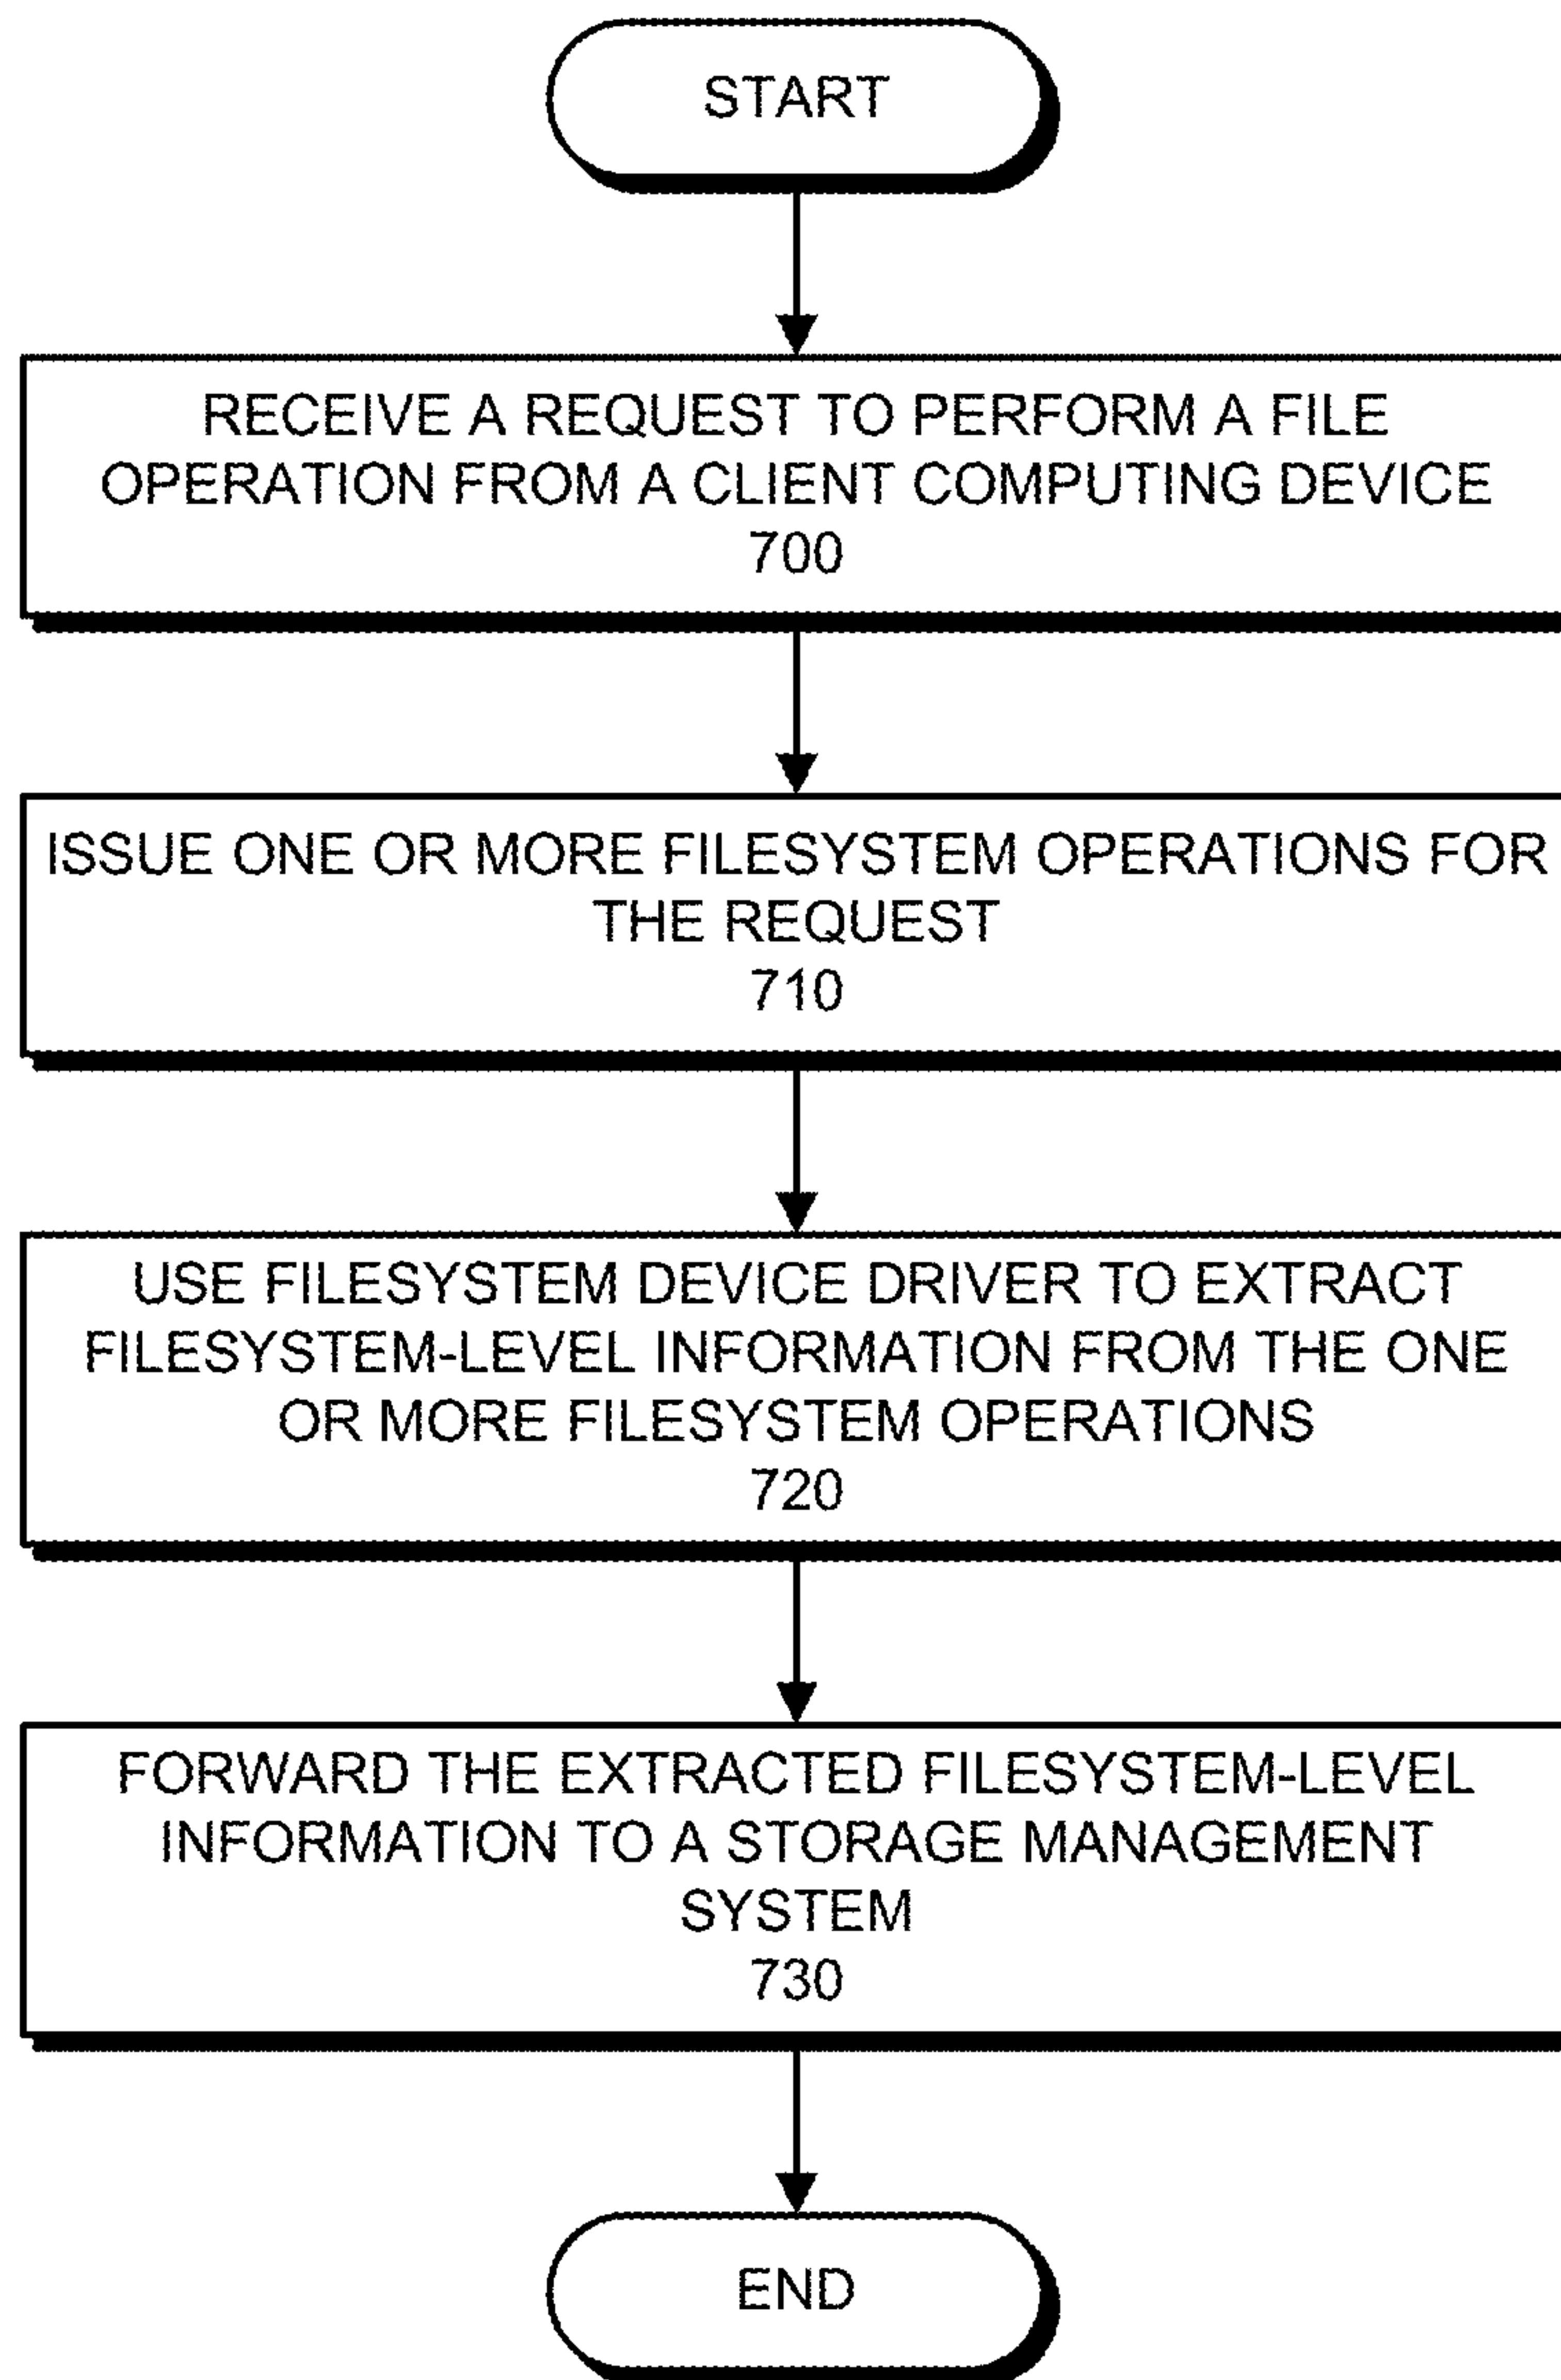 START
RECEIVE A REQUEST TO PERFORM A FILE
OPERATION FROM A CLIENT COMPUTING DEVICE
700
ISSUE ONE OR MORE FILESYSTEM OPERATIONS FOR
THE REQUEST
710
USE FILESYSTEM DEVICE DRIVER TO EXTRACT
FILESYSTEM-LEVEL INFORMATION FROM THE ONE
OR MORE FILESYSTEM OPERATIONS
720
FORWARD THE EXTRACTED FILESYSTEM-LEVEL
INFORMATION TO A STORAGE MANAGEMENT
SYSTEM
730
END